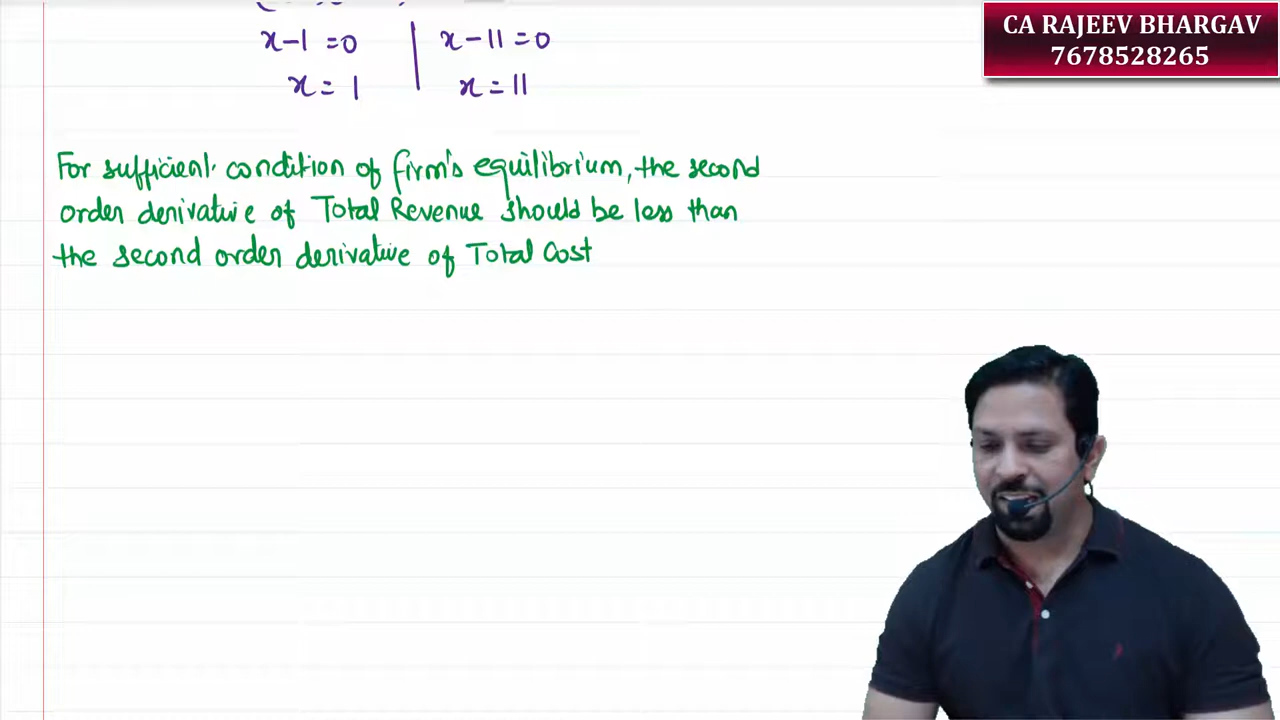 CA RAJEEV BHARGAV
7678528265
x-1 =0 | x-11 =0
x = 1 | x = 11
For sufficient condition of firm's equilibrium, the second
order derivative of Total Revenue should be less than
the second order derivative of Total Cost